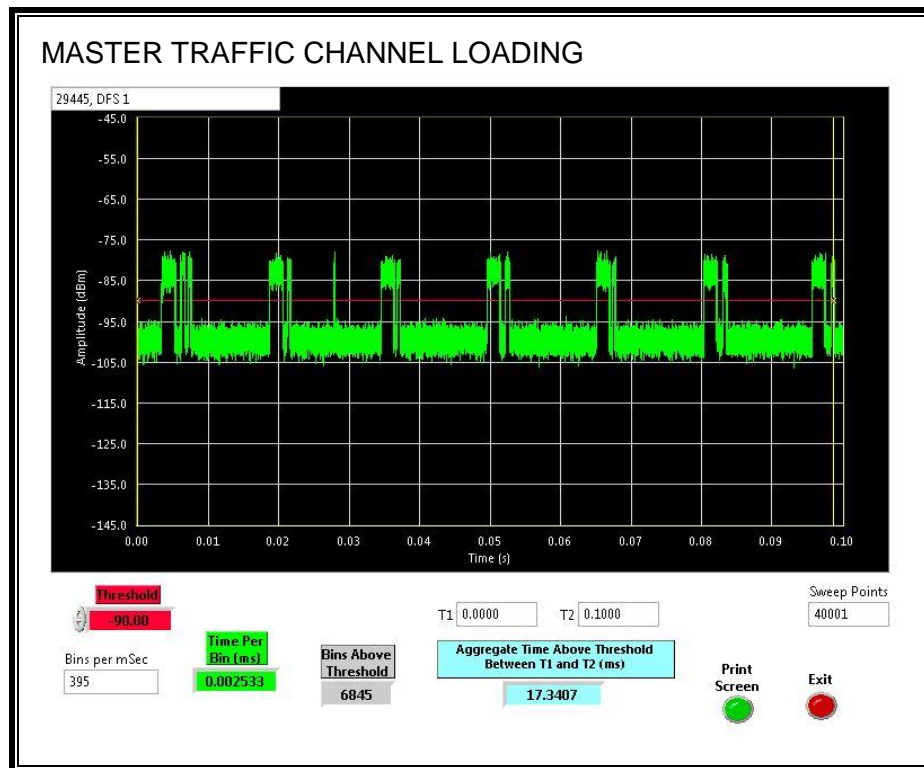 MASTER TRAFFIC CHANNEL LOADING
29445, DFS 1
-45.0
-55.0
-65.0
-75.0
-85.0
-95.0
-105.0
-115.0
-125.0
-135.0
-145.0
Amplitude (dBm)
0.00 0.01 0.02 0.03 0.04 0.05 0.06 0.07 0.08 0.09 0.10
Time (s)
Threshold
-90.00
Bins per mSec
395
Time Per
Bin (ms)
0.002533
Bins Above
Threshold
6845
T1 0.0000 T2 0.1000
Aggregate Time Above Threshold
Between T1 and T2 (ms)
17.3407
Sweep Points
40001
Print
Screen
Exit